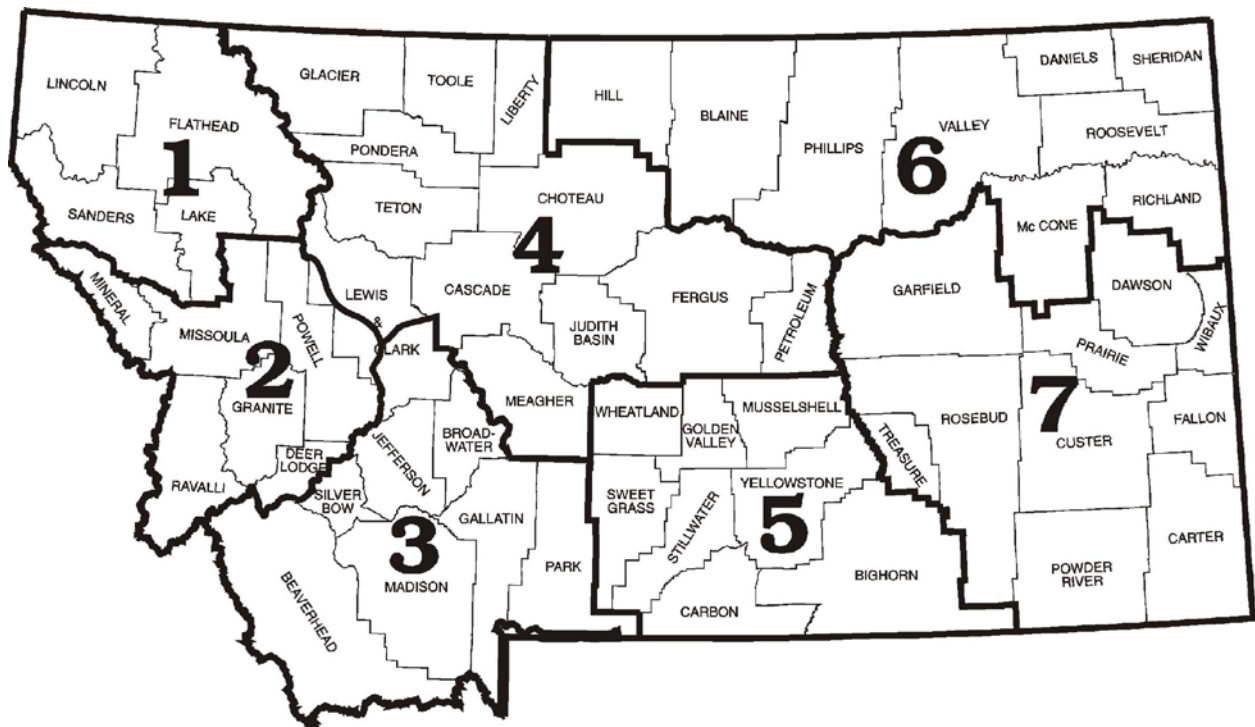 LINCOLN
FLATHEAD
1
SANDERS
LAKE
GLACIER
TOOLE
LIBERTY
PONDERA
TETON
CHOTEAU
4
LEWIS
&
CLARK
CASCADE
JUDITH
BASIN
FERGUS
PETROLEUM
MEAGHER
HILL
BLAINE
PHILLIPS
VALLEY
6
DANIELS
SHERIDAN
ROOSEVELT
RICHLAND
Mc CONE
MINERAL
MISSOULA
POWELL
2
GRANITE
DEER
LODGE
RAVALLI
JEFFERSON
BROAD-
WATER
SILVER
BOW
GALLATIN
3
MADISON
BEAVERHEAD
PARK
WHEATLAND
GOLDEN
VALLEY
MUSSELSHELL
SWEET
GRASS
STILLWATER
YELLOWSTONE
5
BIGHORN
CARBON
GARFIELD
DAWSON
WIBAUX
PRAIRIE
ROSEBUD
TREASURE
7
CUSTER
FALLON
CARTER
POWDER
RIVER